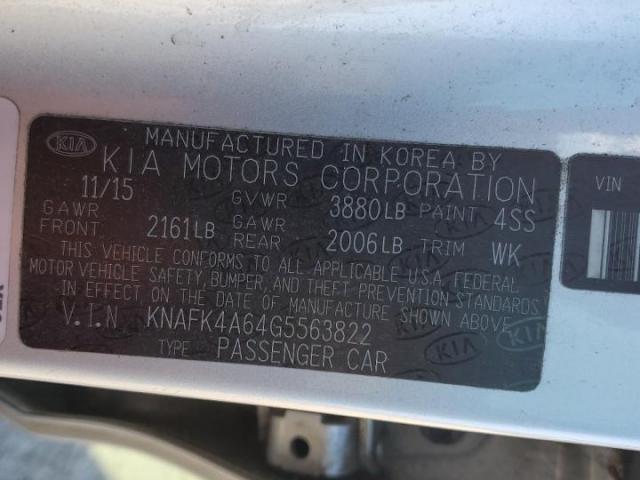 KIA
MANUFACTURED IN KOREA BY
KIA MOTORS CORPORATION
11/15 GVWR 3880LB PAINT 4SS
GAWR FRONT 2161LB GAWR REAR 2006LB TRIM WK
THIS VEHICLE CONFORMS TO ALL APPLICABLE U.S.A. FEDERAL
MOTOR VEHICLE SAFETY, BUMPER, AND THEFT PREVENTION STANDARDS
IN EFFECT ON THE DATE OF MANUFACTURE SHOWN ABOVE.
V.I.N KNAFK4A64G5563822
TYPE PASSENGER CAR
VIN